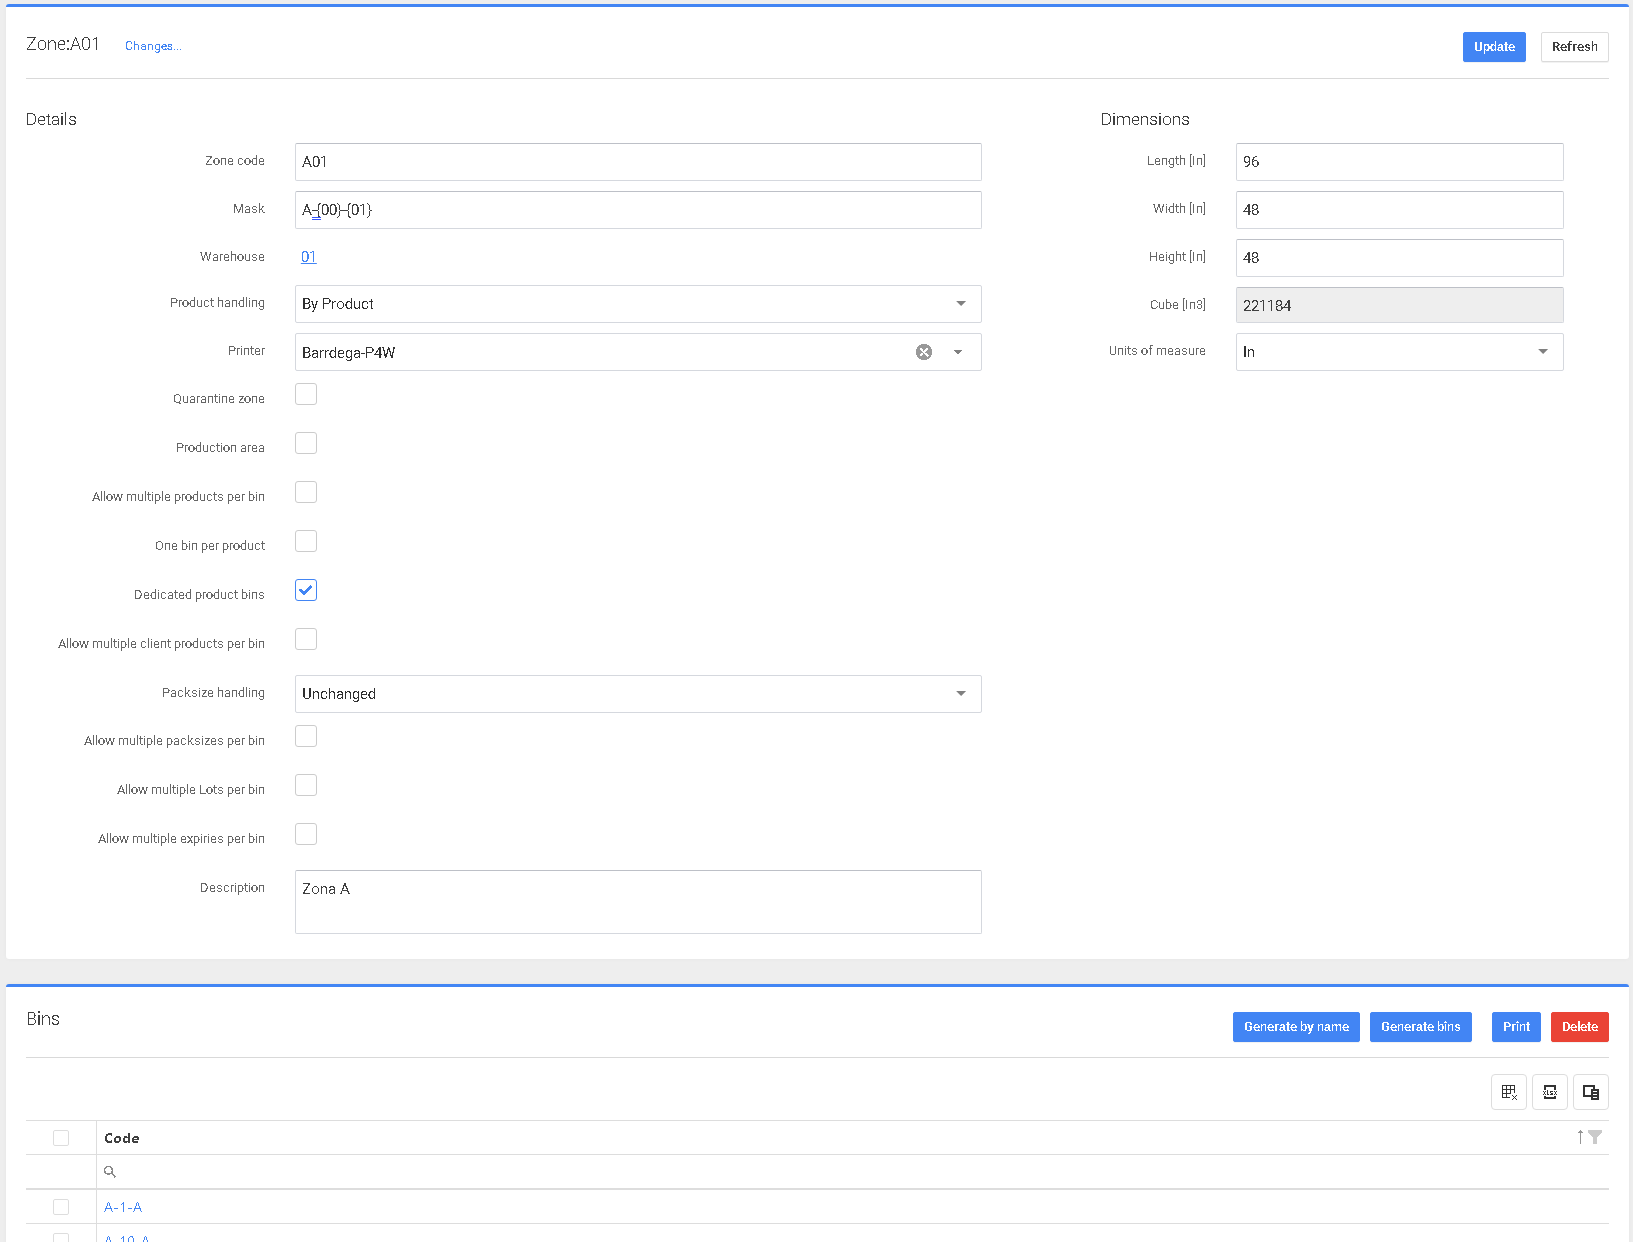 Zone:A01 Changes... Update Refresh
Details Dimensions
Zone code A01 Length [In] 96
Mask A-{00}-{01} Width [In] 48
Warehouse 01 Height [In] 48
Product handling By Product Cube [In3] 221184
Printer Barrdega-P4W Units of measure In
Quarantine zone
Production area
Allow multiple products per bin
One bin per product
Dedicated product bins
Allow multiple client products per bin
Packsize handling Unchanged
Allow multiple packsizes per bin
Allow multiple Lots per bin
Allow multiple expiries per bin
Description Zona A
Bins Generate by name Generate bins Print Delete
xlsx
Code
A-1-A
A-10-A